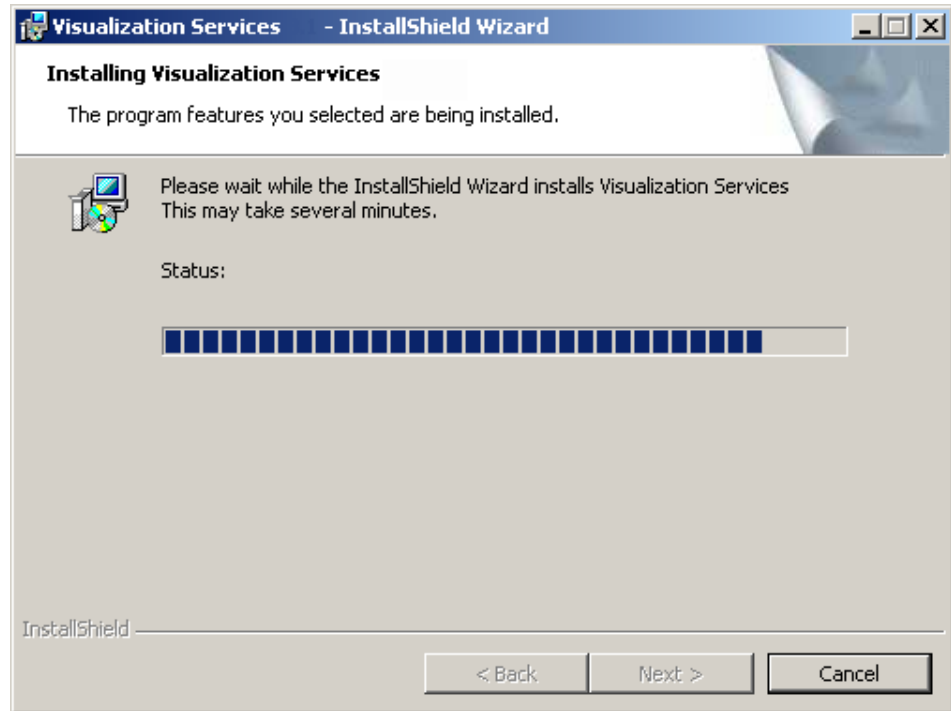 Visualization Services - InstallShield Wizard
Installing Visualization Services
The program features you selected are being installed.
Please wait while the InstallShield Wizard installs Visualization Services
This may take several minutes.
Status:
InstallShield
< Back
Next >
Cancel